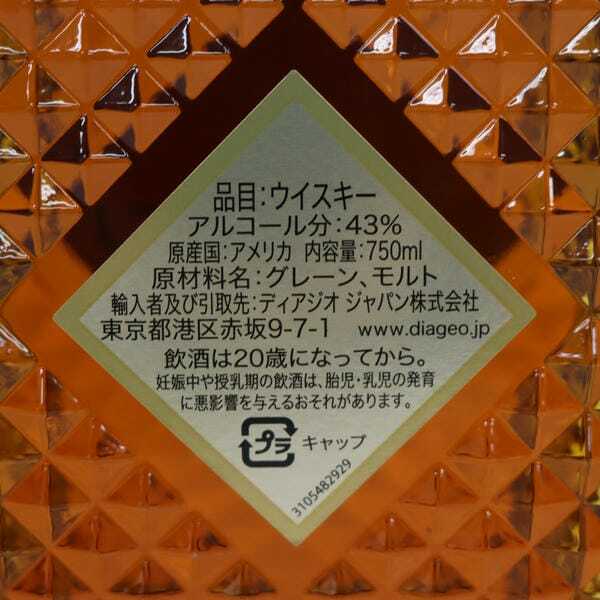 品目:ウイスキー
アルコール分:43%
原産国:アメリカ 内容量:750ml
原材料名:グレーン、モルト
輸入者及び引取先:ディアジオ ジャパン株式会社
東京都港区赤坂9-7-1 www.diageo.jp
飲酒は20歳になってから。
妊娠中や授乳期の飲酒は、胎児・乳児の発育
に悪影響を与えるおそれがあります。
プラ キャップ
3105482929